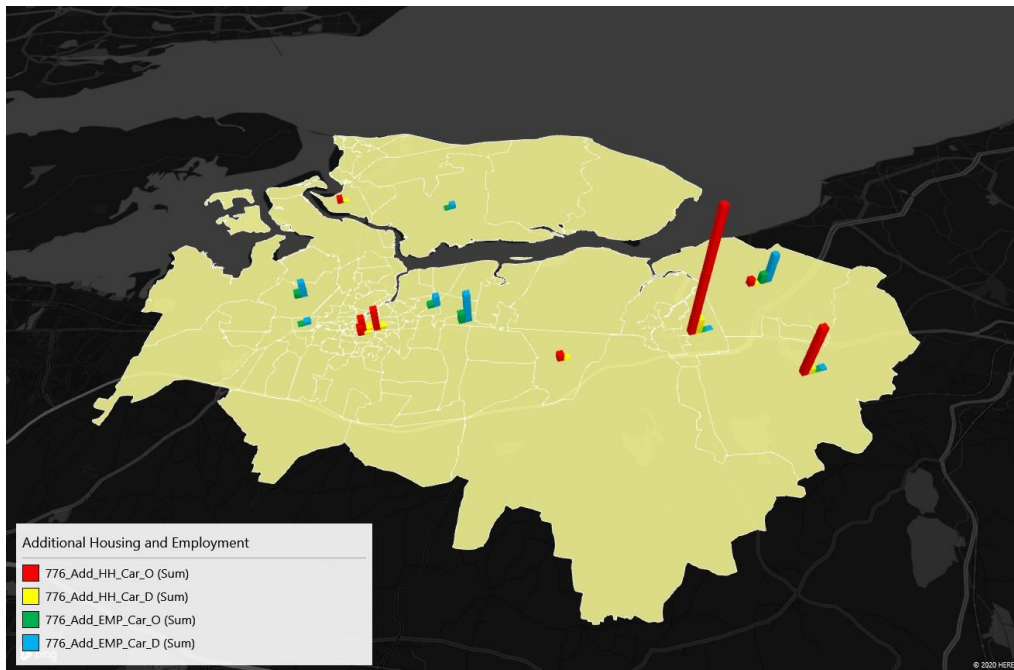 Additional Housing and Employment
776_Add_HH_Car_O (Sum)
776_Add_HH_Car_D (Sum)
776_Add_EMP_Car_O (Sum)
776_Add_EMP_Car_D (Sum)
© 2020 HERE